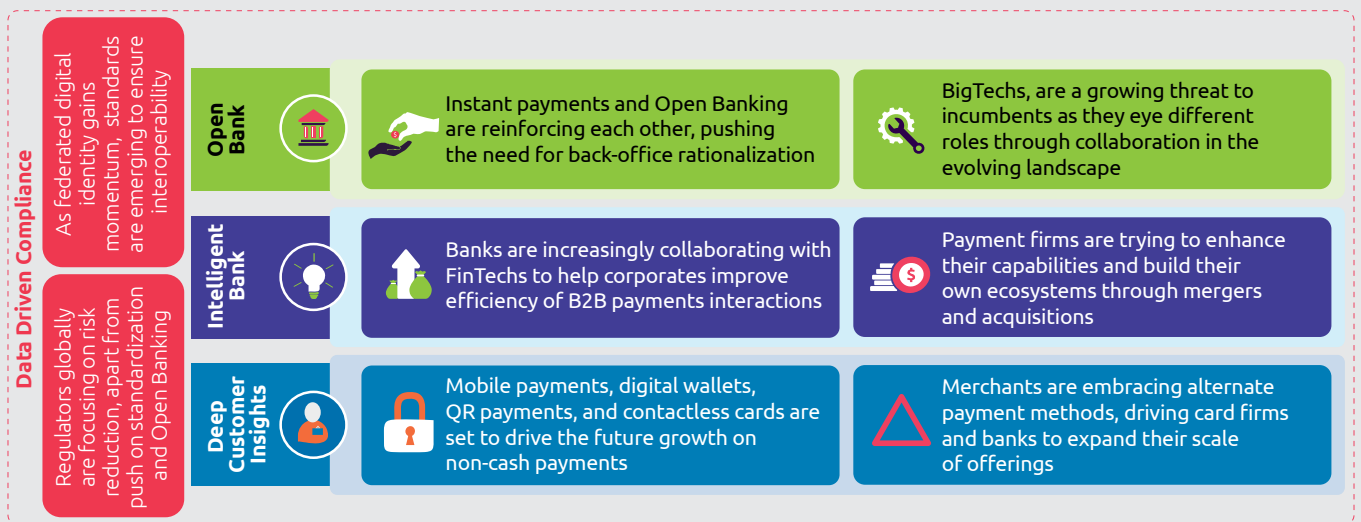 Data Driven Compliance
As federated digital
identity gains
momentum, standards
are emerging to ensure
interoperability
Regulators globally
are focusing on risk
reduction, apart from
push on standardization
and Open Banking
Open
Bank
Instant payments and Open Banking
are reinforcing each other, pushing
the need for back-office rationalization
BigTechs, are a growing threat to
incumbents as they eye different
roles through collaboration in the
evolving landscape
Intelligent
Bank
Banks are increasingly collaborating with
FinTechs to help corporates improve
efficiency of B2B payments interactions
$
Payment firms are trying to enhance
their capabilities and build their
own ecosystems through mergers
and acquisitions
Deep
Customer
Insights
Mobile payments, digital wallets,
QR payments, and contactless cards are
set to drive the future growth on
non-cash payments
Merchants are embracing alternate
payment methods, driving card firms
and banks to expand their scale
of offerings